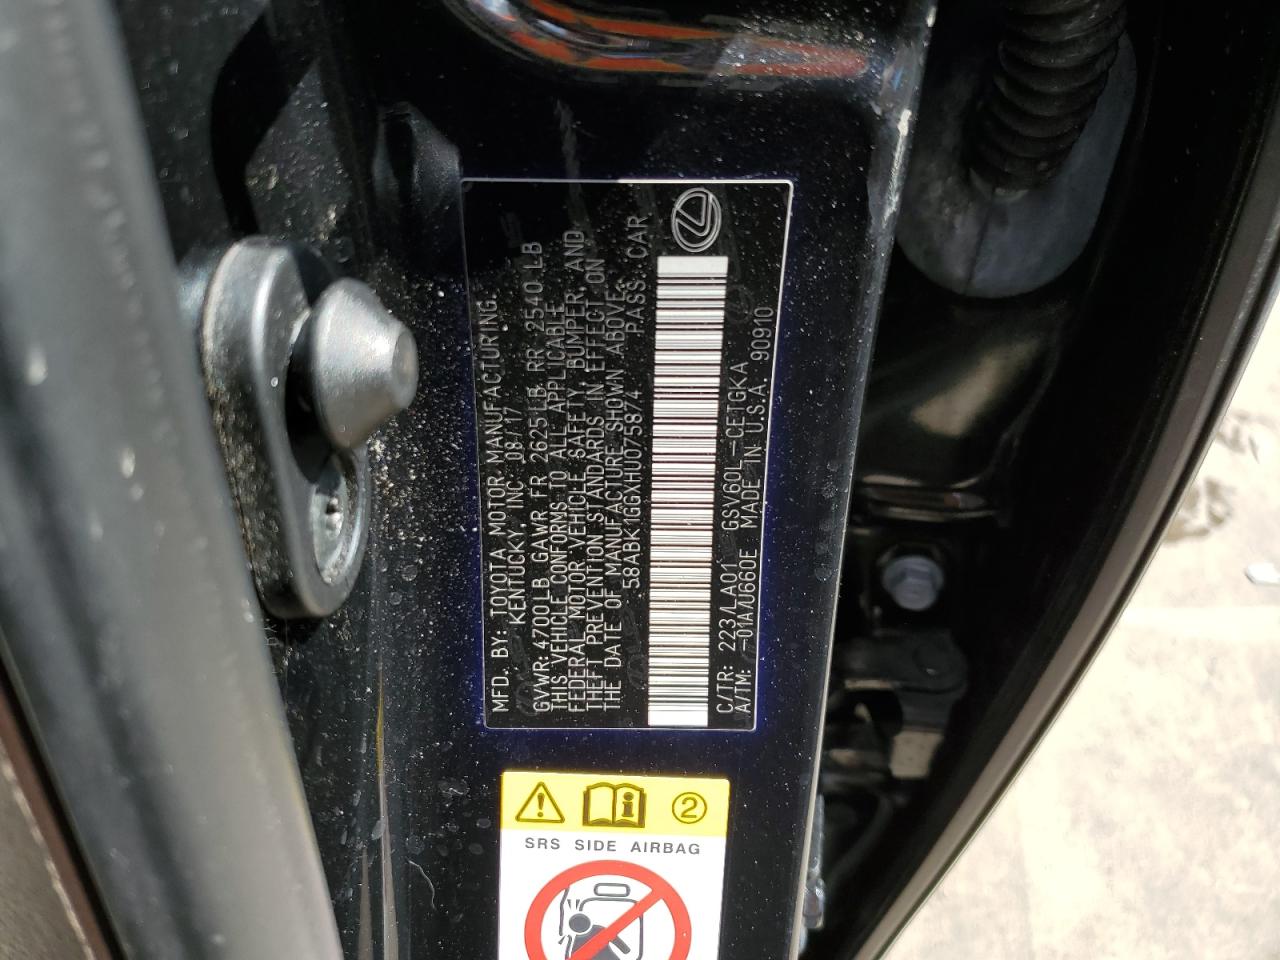 MFD. BY: TOYOTA MOTOR MANUFACTURING.
KENTUCKY, INC 08/17
GVWR: 4700LB GAWR FR 2625 LB RR 2540 LB
THIS VEHICLE CONFORMS TO ALL APPLICABLE
FEDERAL MOTOR VEHICLE SAFETY, BUMPER, AND
THEFT PREVENTION STANDARDS IN EFFECT ON
THE DATE OF MANUFACTURE SHOWN ABOVE.
58ABK1GGXHU075874 PASS. CAR
C/TR: 223/LA01 GSV60L-CETGKA
A/TM: -01A/U660E MADE IN U.S.A. 90910
2
SRS SIDE AIRBAG